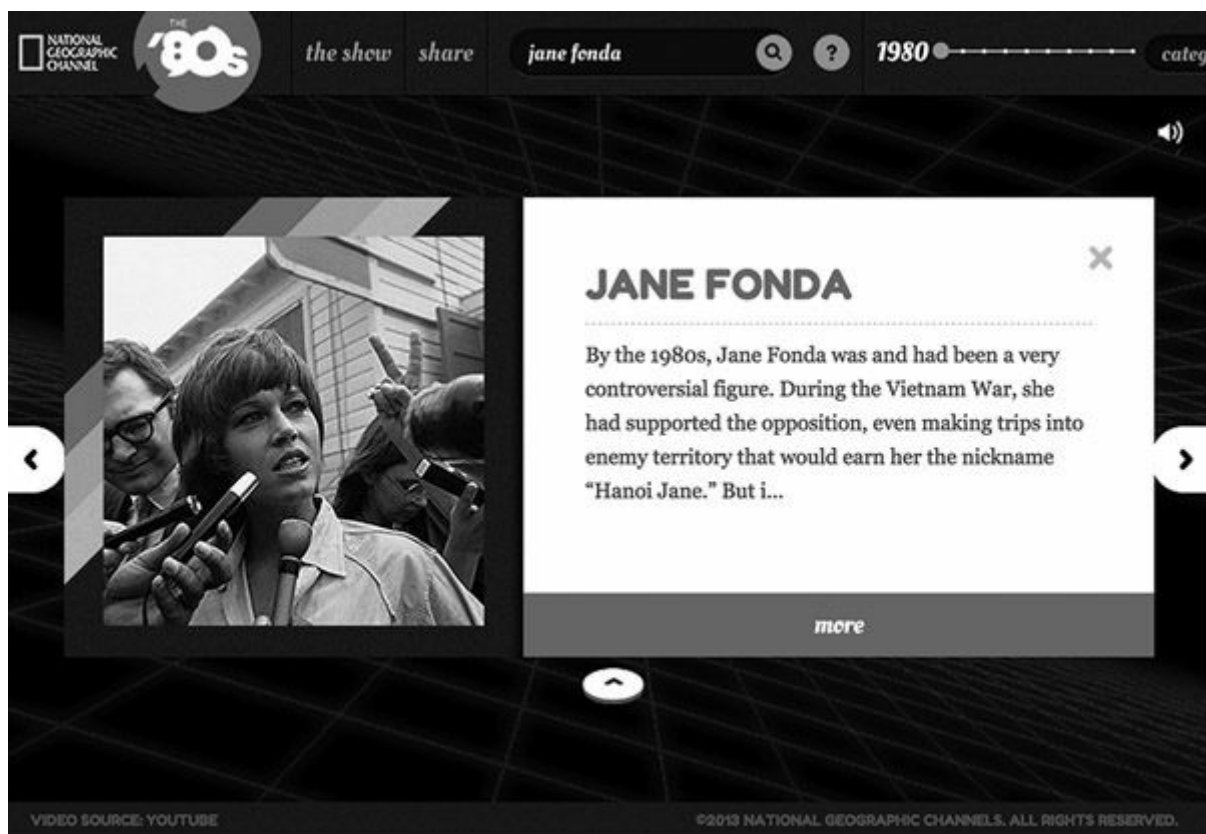 NATIONAL
GEOGRAPHIC
CHANNEL
THE
'80s
the show
share
jane fonda
?
1980
categ
JANE FONDA
By the 1980s, Jane Fonda was and had been a very
controversial figure. During the Vietnam War, she
had supported the opposition, even making trips into
enemy territory that would earn her the nickname
“Hanoi Jane.” But i...
more
VIDEO SOURCE: YOUTUBE
©2013 NATIONAL GEOGRAPHIC CHANNELS. ALL RIGHTS RESERVED.